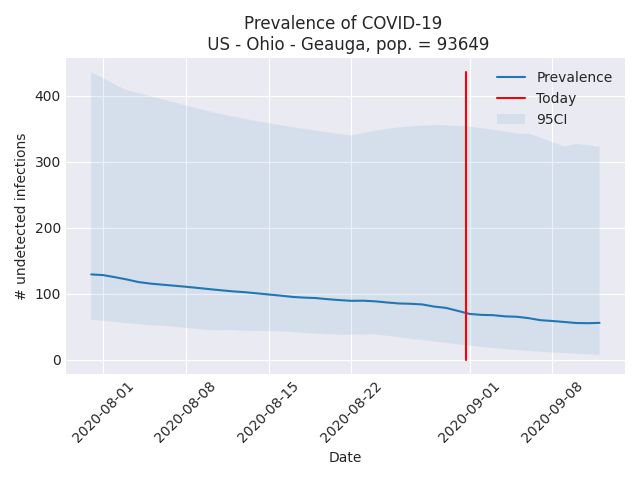 Prevalence of COVID-19
US - Ohio - Geauga, pop. = 93649
Prevalence
Today
95CI
400
300
200
100
0
# undetected infections
2020-08-01
2020-08-08
2020-08-15
2020-08-22
2020-09-01
2020-09-08
Date